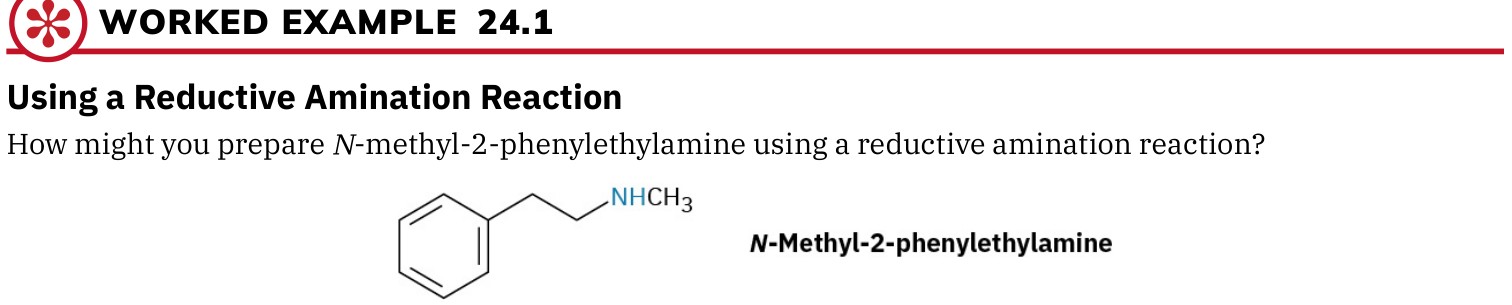 WORKED EXAMPLE 24.1
Using a Reductive Amination Reaction
How might you prepare N-methyl-2-phenylethylamine using a reductive amination reaction?
NHCH₃
N-Methyl-2-phenylethylamine